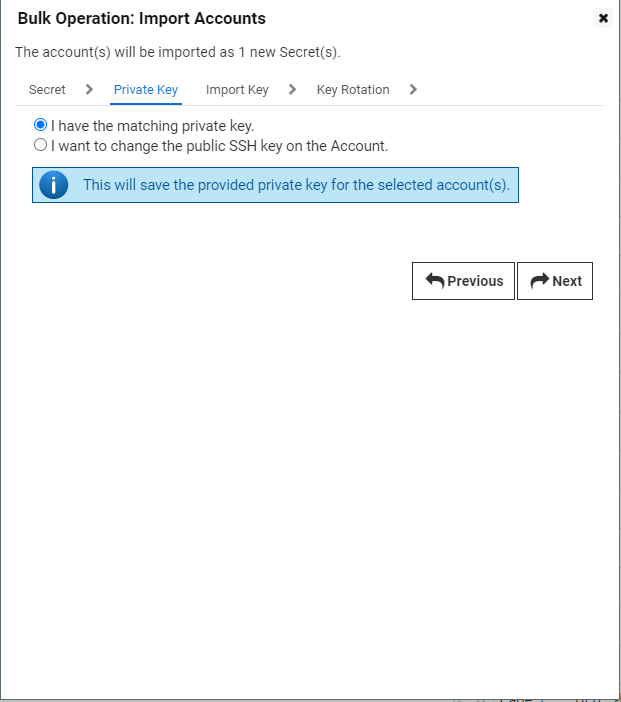 Bulk Operation: Import Accounts
The account(s) will be imported as 1 new Secret(s).
Secret Private Key Import Key Key Rotation
I have the matching private key.
I want to change the public SSH key on the Account.
This will save the provided private key for the selected account(s).
Previous Next